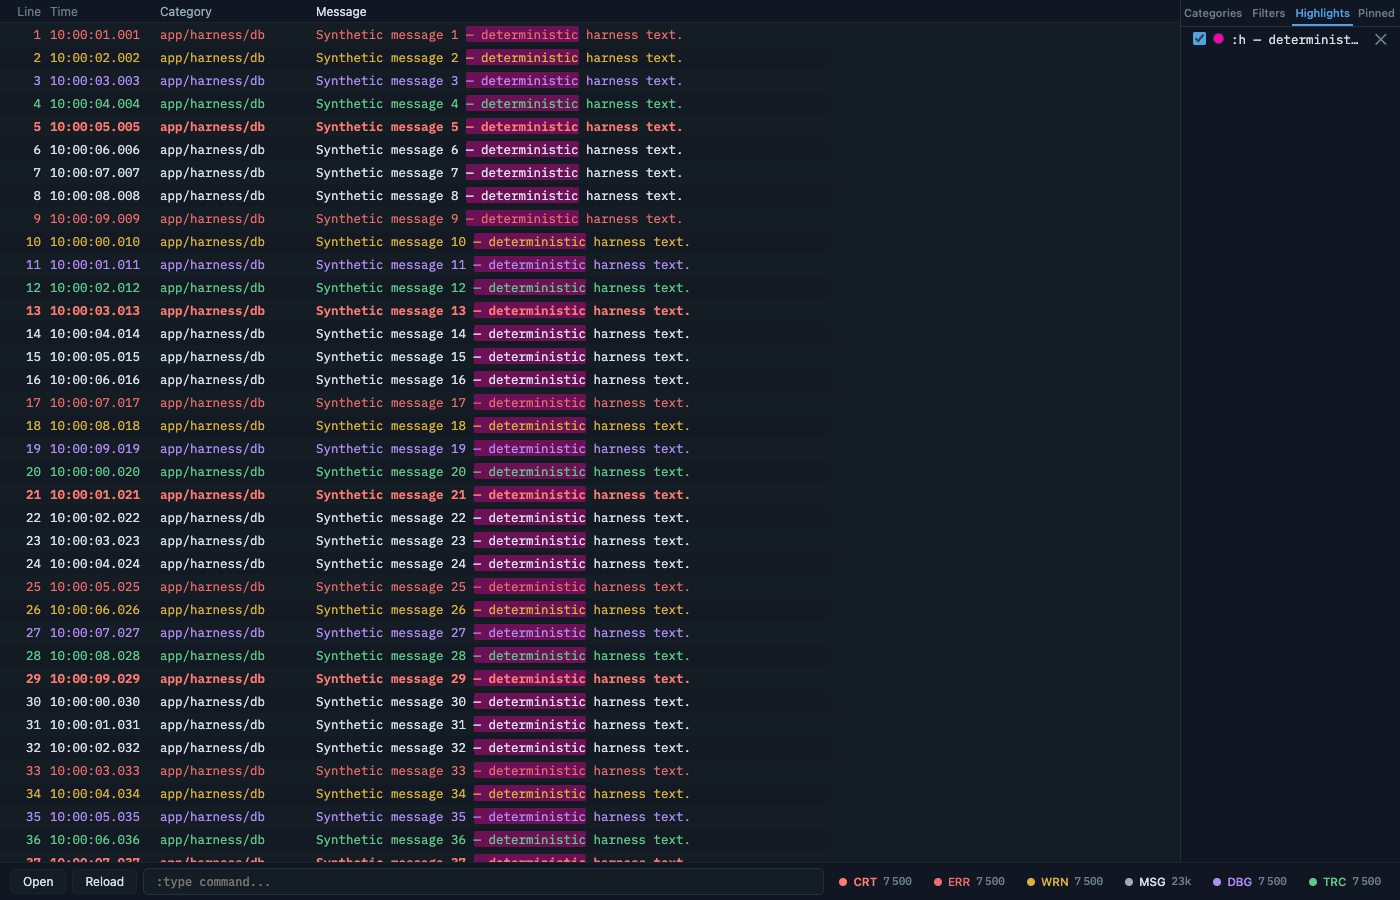 Line Time Category Message
1 10:00:01.001 app/harness/db Synthetic message 1 — deterministic harness text.
2 10:00:02.002 app/harness/db Synthetic message 2 — deterministic harness text.
3 10:00:03.003 app/harness/db Synthetic message 3 — deterministic harness text.
4 10:00:04.004 app/harness/db Synthetic message 4 — deterministic harness text.
5 10:00:05.005 app/harness/db Synthetic message 5 — deterministic harness text.
6 10:00:06.006 app/harness/db Synthetic message 6 — deterministic harness text.
7 10:00:07.007 app/harness/db Synthetic message 7 — deterministic harness text.
8 10:00:08.008 app/harness/db Synthetic message 8 — deterministic harness text.
9 10:00:09.009 app/harness/db Synthetic message 9 — deterministic harness text.
10 10:00:00.010 app/harness/db Synthetic message 10 — deterministic harness text.
11 10:00:01.011 app/harness/db Synthetic message 11 — deterministic harness text.
12 10:00:02.012 app/harness/db Synthetic message 12 — deterministic harness text.
13 10:00:03.013 app/harness/db Synthetic message 13 — deterministic harness text.
14 10:00:04.014 app/harness/db Synthetic message 14 — deterministic harness text.
15 10:00:05.015 app/harness/db Synthetic message 15 — deterministic harness text.
16 10:00:06.016 app/harness/db Synthetic message 16 — deterministic harness text.
17 10:00:07.017 app/harness/db Synthetic message 17 — deterministic harness text.
18 10:00:08.018 app/harness/db Synthetic message 18 — deterministic harness text.
19 10:00:09.019 app/harness/db Synthetic message 19 — deterministic harness text.
20 10:00:00.020 app/harness/db Synthetic message 20 — deterministic harness text.
21 10:00:01.021 app/harness/db Synthetic message 21 — deterministic harness text.
22 10:00:02.022 app/harness/db Synthetic message 22 — deterministic harness text.
23 10:00:03.023 app/harness/db Synthetic message 23 — deterministic harness text.
24 10:00:04.024 app/harness/db Synthetic message 24 — deterministic harness text.
25 10:00:05.025 app/harness/db Synthetic message 25 — deterministic harness text.
26 10:00:06.026 app/harness/db Synthetic message 26 — deterministic harness text.
27 10:00:07.027 app/harness/db Synthetic message 27 — deterministic harness text.
28 10:00:08.028 app/harness/db Synthetic message 28 — deterministic harness text.
29 10:00:09.029 app/harness/db Synthetic message 29 — deterministic harness text.
30 10:00:00.030 app/harness/db Synthetic message 30 — deterministic harness text.
31 10:00:01.031 app/harness/db Synthetic message 31 — deterministic harness text.
32 10:00:02.032 app/harness/db Synthetic message 32 — deterministic harness text.
33 10:00:03.033 app/harness/db Synthetic message 33 — deterministic harness text.
34 10:00:04.034 app/harness/db Synthetic message 34 — deterministic harness text.
35 10:00:05.035 app/harness/db Synthetic message 35 — deterministic harness text.
36 10:00:06.036 app/harness/db Synthetic message 36 — deterministic harness text.
37 10:00:07.037 app/harness/db Synthetic message 37 — deterministic harness text.
Categories Filters Highlights Pinned
:h — determinist…
Open Reload :type command... CRT 7 500 ERR 7 500 WRN 7 500 MSG 23k DBG 7 500 TRC 7 500